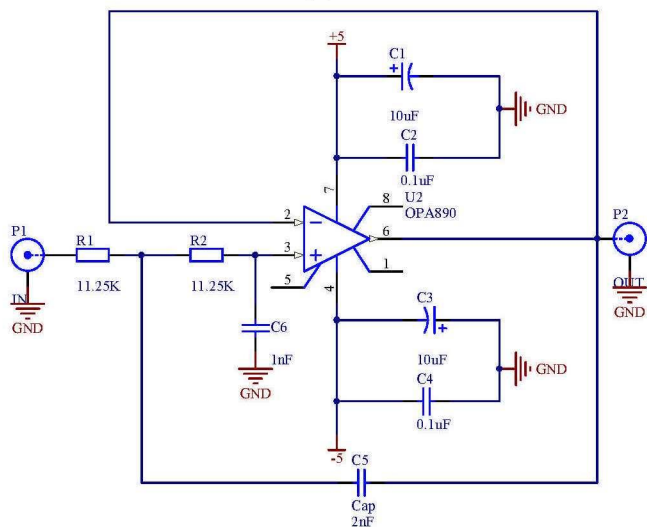 +5
C1
10uF
GND
C2
0.1uF
7
8
U2
OPA890
2
P1
R1
R2
3
6
P2
11.25K
11.25K
5
1
4
IN
OUT
GND
C6
1nF
GND
GND
C3
10uF
GND
C4
0.1uF
-5
C5
Cap
2nF